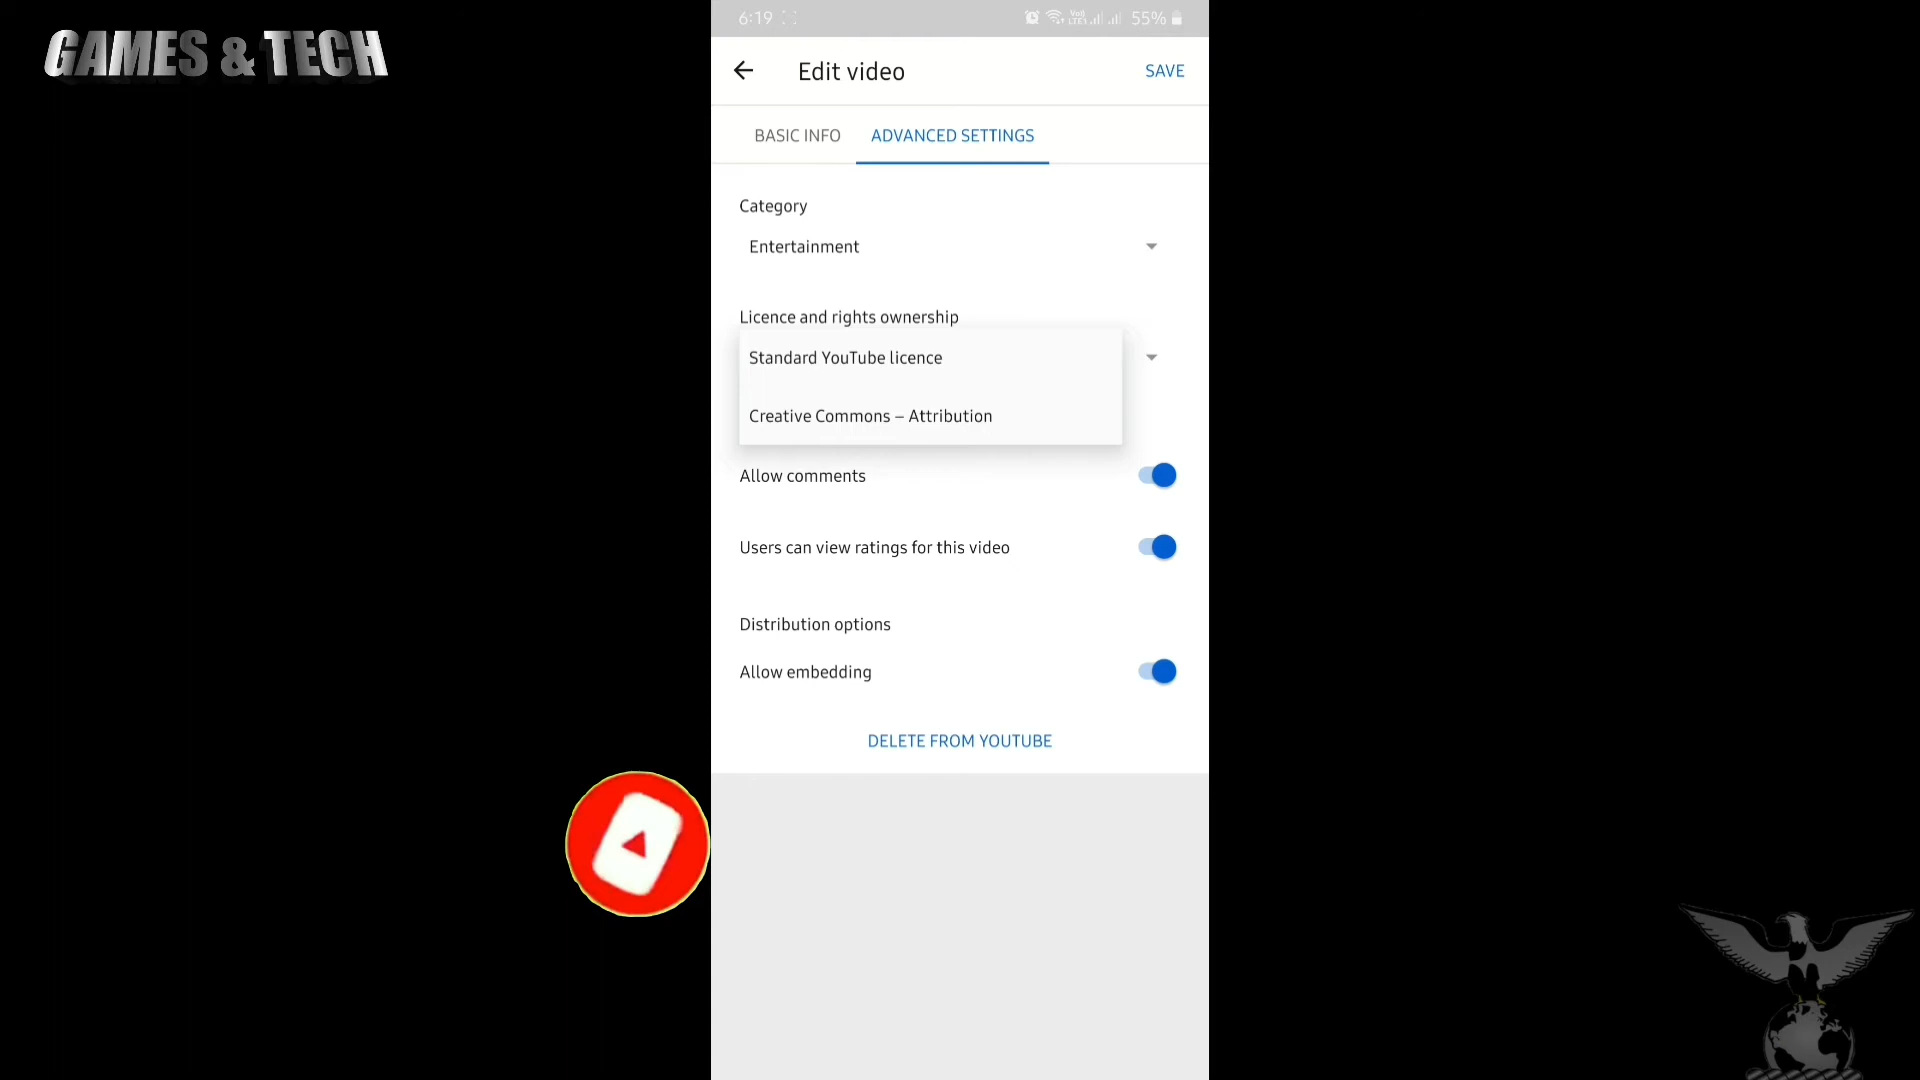 GAMES & TECH
6:19
Vo))
LTE1
55%
Edit video
SAVE
BASIC INFO
ADVANCED SETTINGS
Category
Entertainment
Licence and rights ownership
Standard YouTube licence
Creative Commons – Attribution
Allow comments
Users can view ratings for this video
Distribution options
Allow embedding
DELETE FROM YOUTUBE